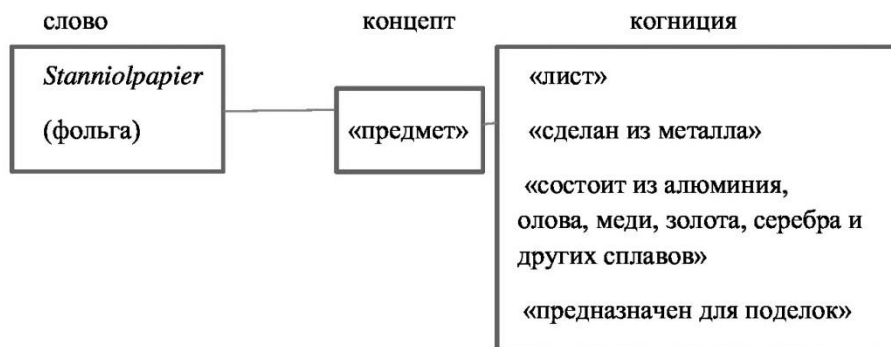 слово концепт когниция
Stanniolpapier
(фольга)
«предмет»
«лист»
«сделан из металла»
«состоит из алюминия,
олова, меди, золота, серебра и
других сплавов»
«предназначен для поделок»